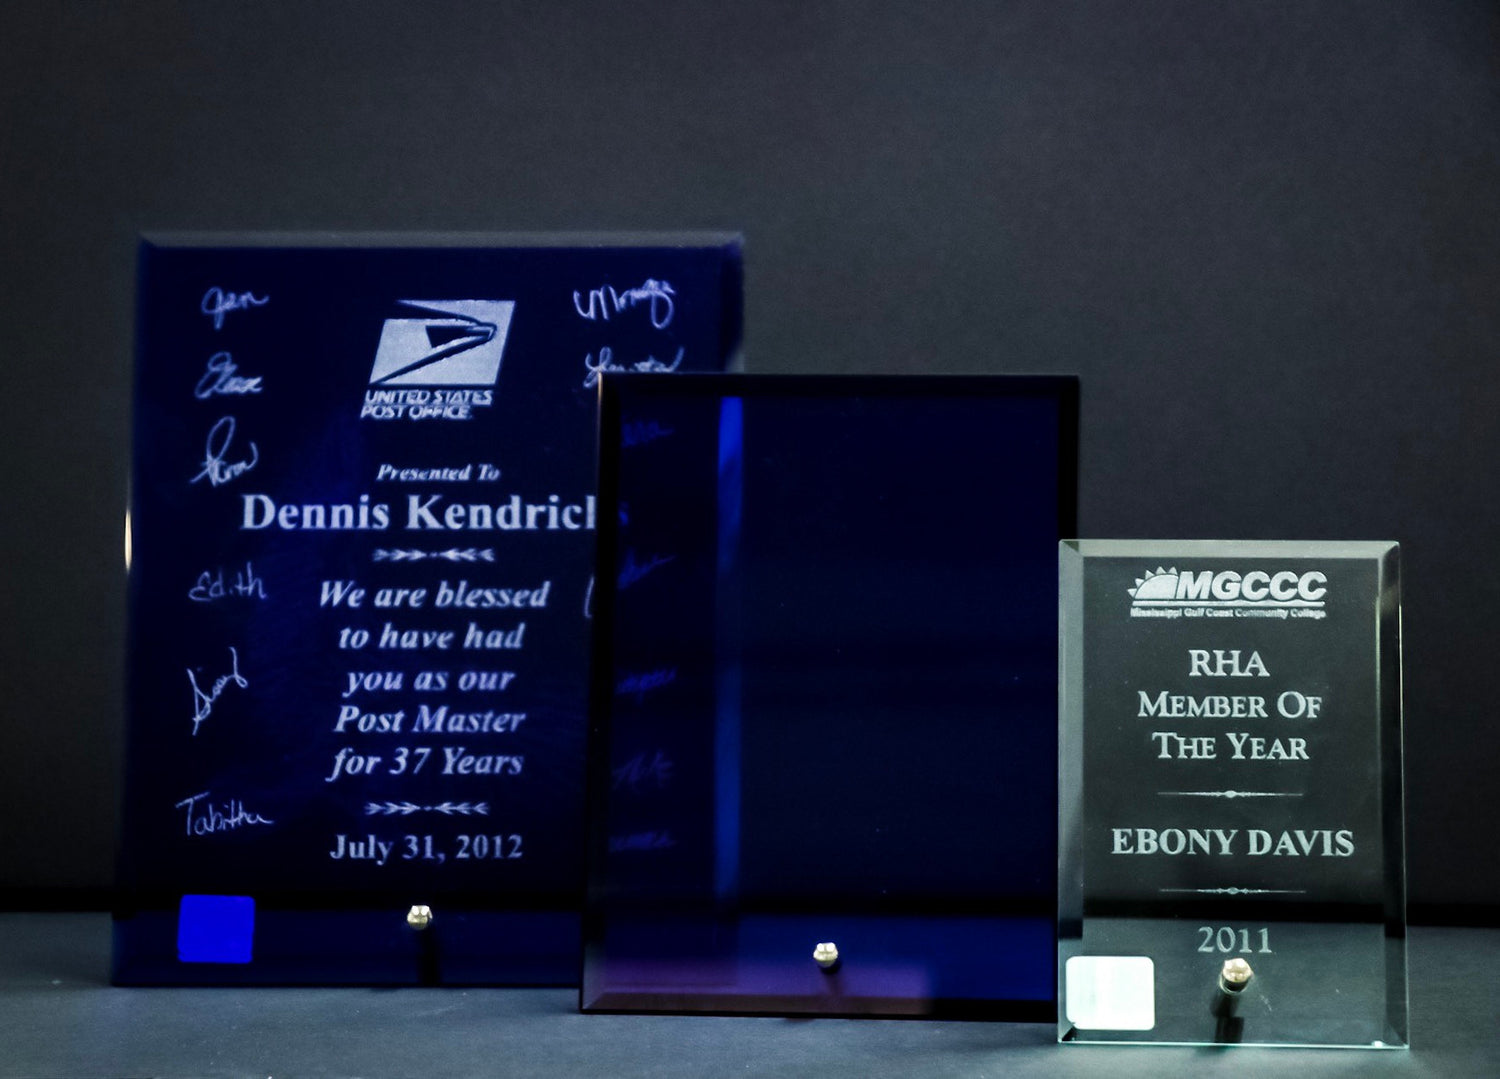 Jen
UNITED STATES
POST OFFICE
Presented To
Dennis Kendricks
We are blessed
to have had
you as our
Post Master
for 37 Years
July 31, 2012
Edith
Tabitha
MGCCC
Mississippi Gulf Coast Community College
RHA
MEMBER OF
THE YEAR
EBONY DAVIS
2011